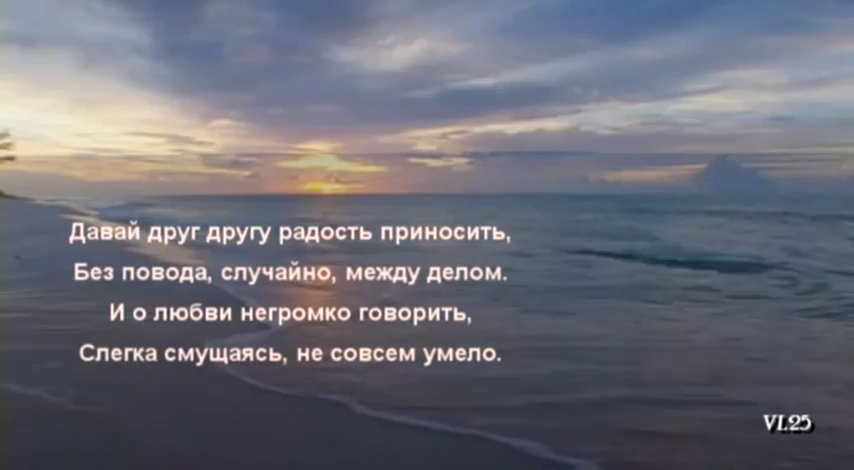 Давай друг другу радость приносить,
Без повода, случайно, между делом.
И о любви негромко говорить,
Слегка смущаясь, не совсем умело.
VL25